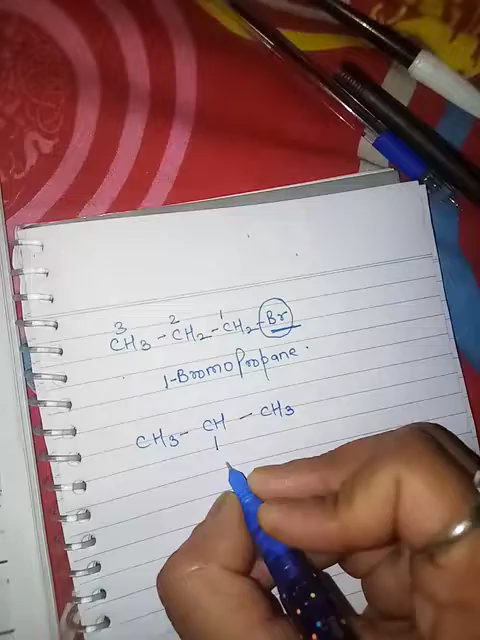 3 2 1
CH3-CH2-CH2-Br
1-BromoPropane.
CH3-CH-CH3
|